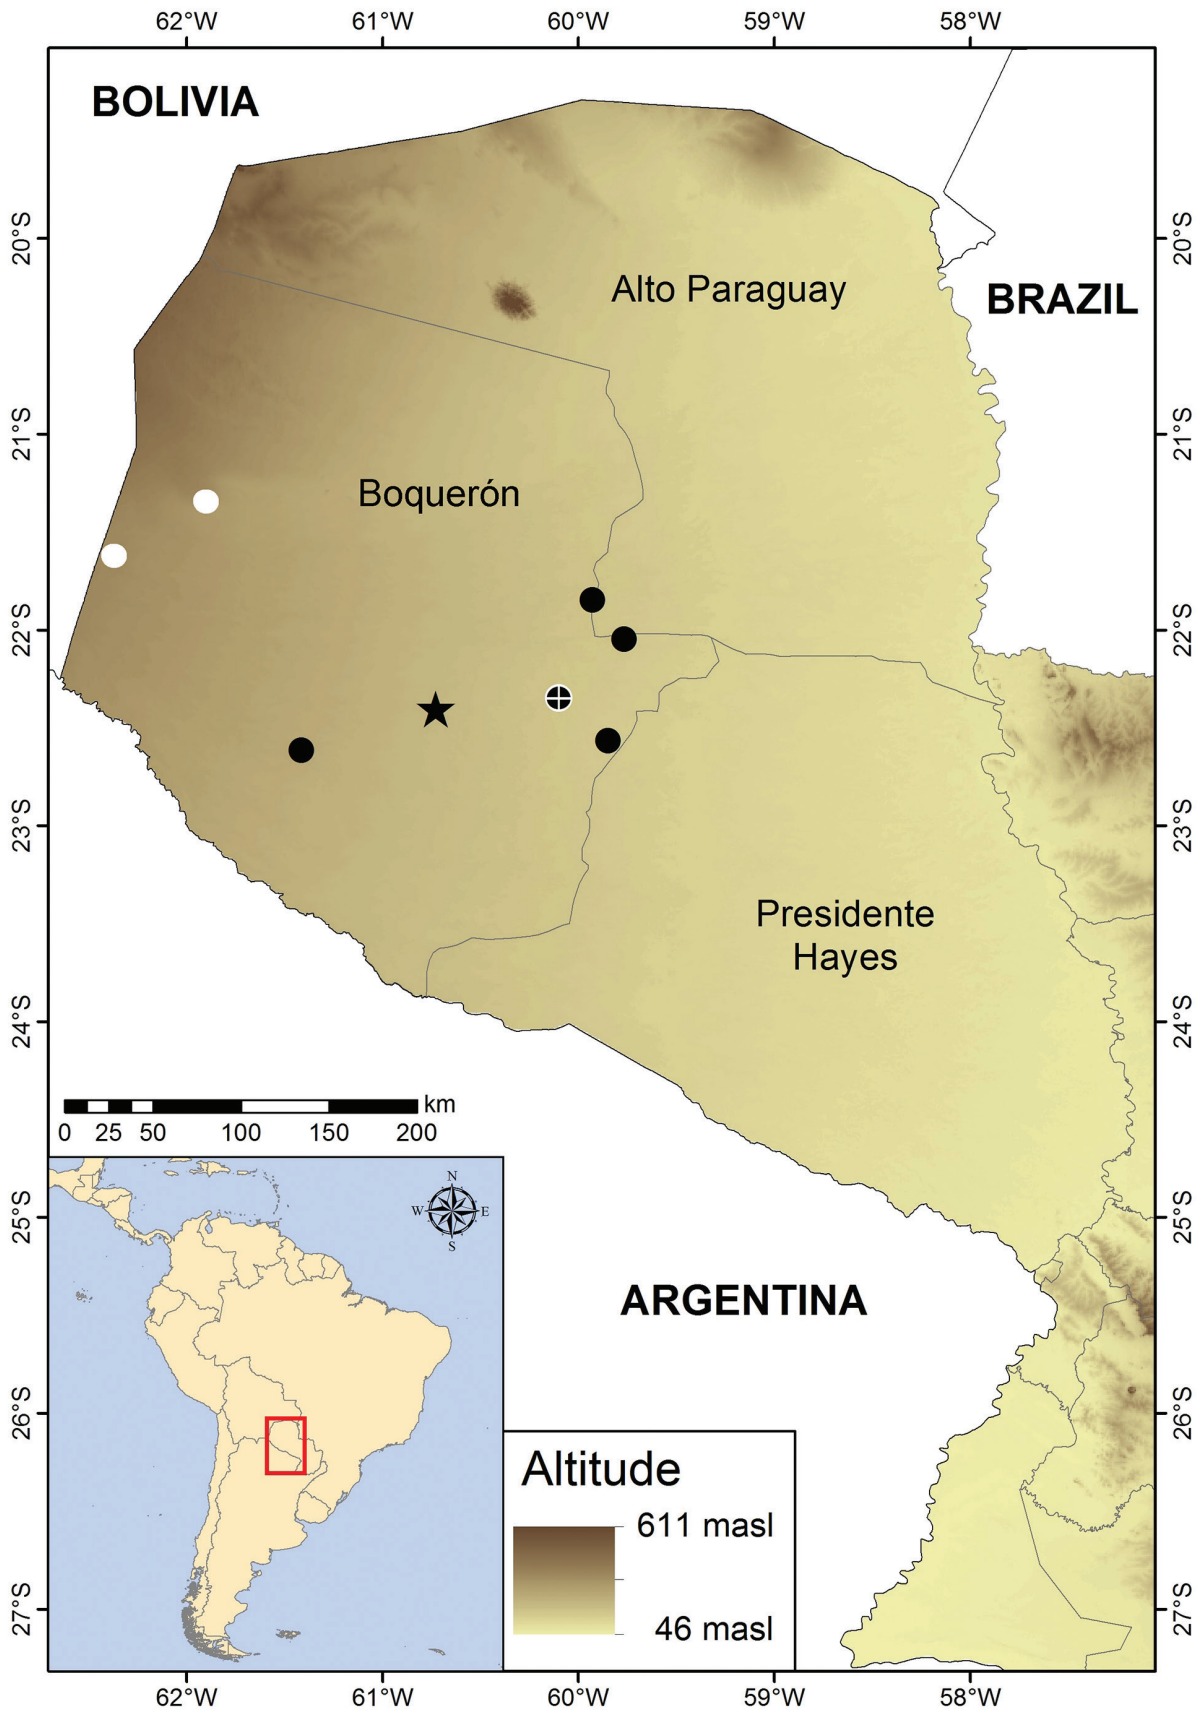 62°W 61°W 60°W 59°W 58°W
BOLIVIA
20°S
20°S
Alto Paraguay
BRAZIL
21°S
21°S
Boquerón
22°S
22°S
23°S
23°S
Presidente
Hayes
24°S
24°S
km
0 25 50 100 150 200
N
W E
S
25°S
25°S
ARGENTINA
26°S
26°S
Altitude
611 masl
46 masl
27°S
27°S
62°W 61°W 60°W 59°W 58°W